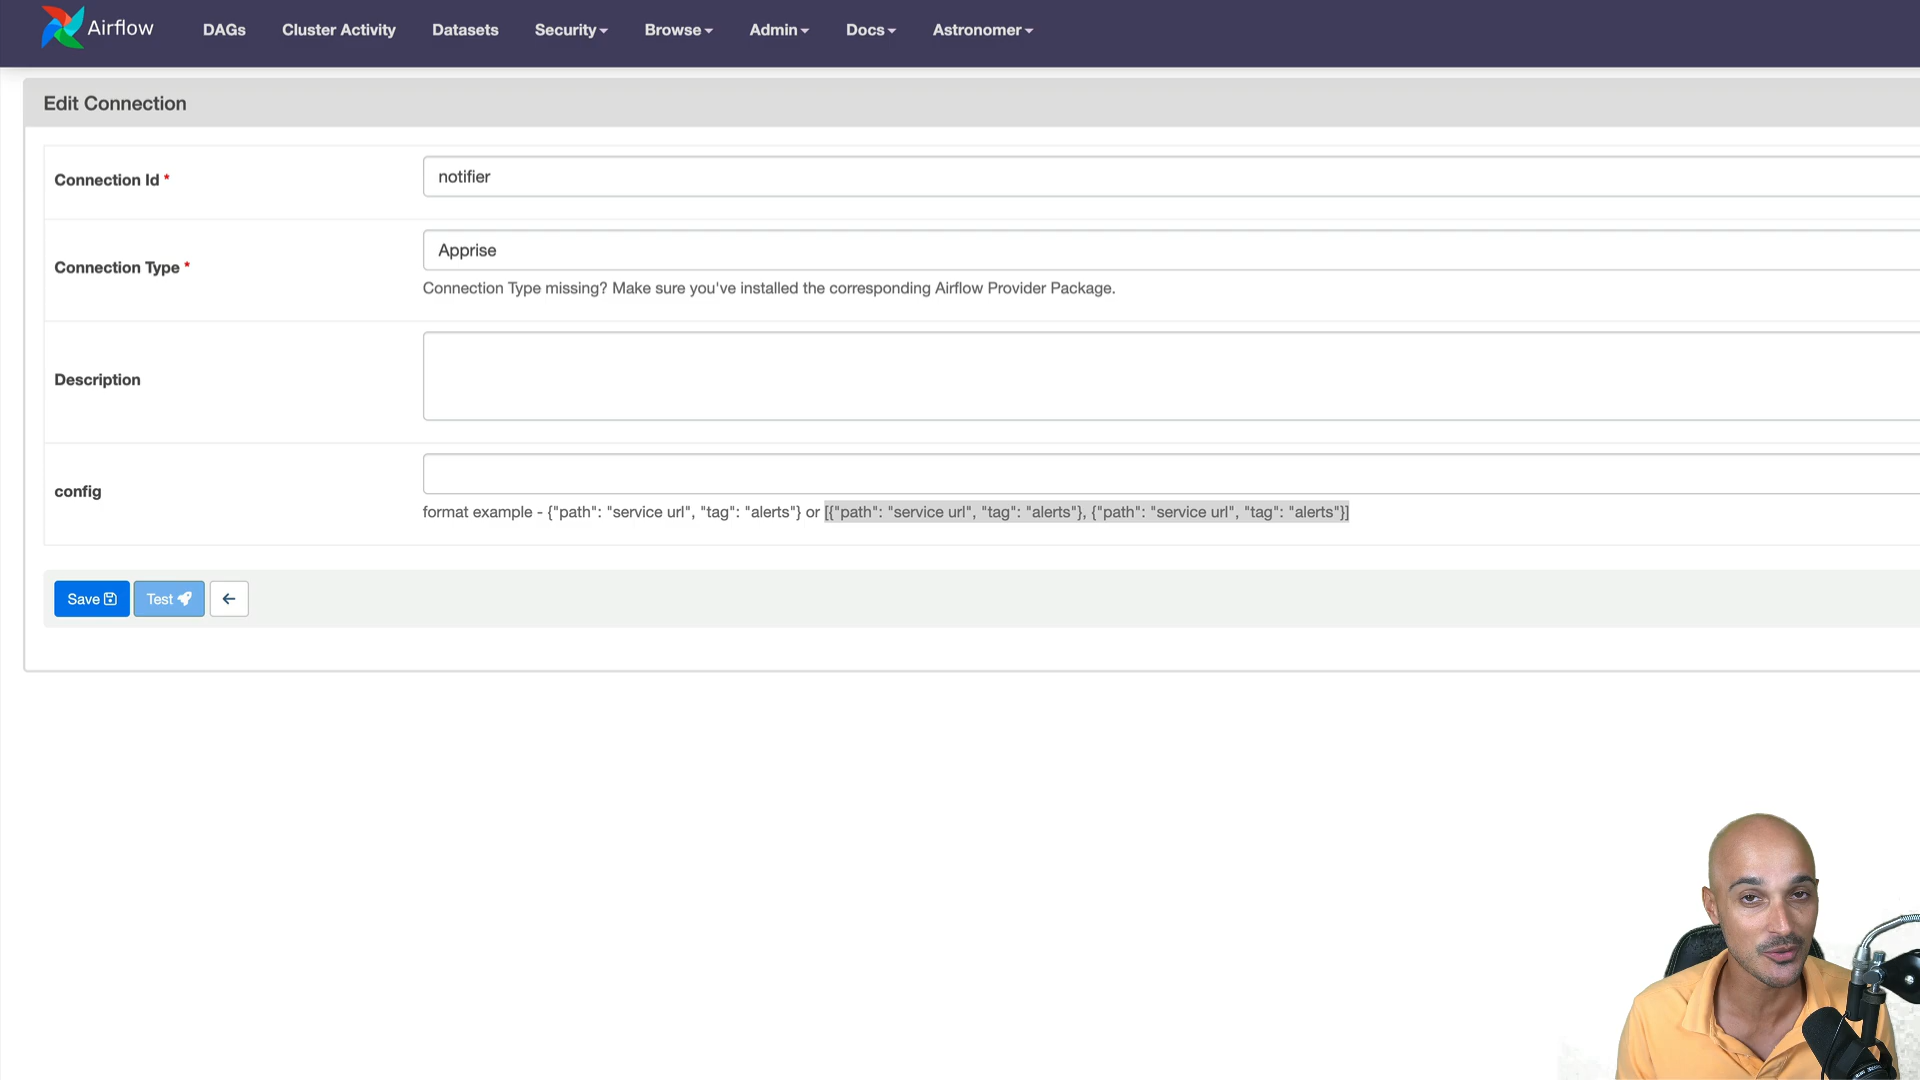 Airflow
DAGs
Cluster Activity
Datasets
Security
Browse
Admin
Docs
Astronomer
Edit Connection
Connection Id *
notifier
Connection Type *
Apprise
Connection Type missing? Make sure you've installed the corresponding Airflow Provider Package.
Description
config
format example - {"path": "service url", "tag": "alerts"} or [{"path": "service url", "tag": "alerts"}, {"path": "service url", "tag": "alerts"}]
Save
Test